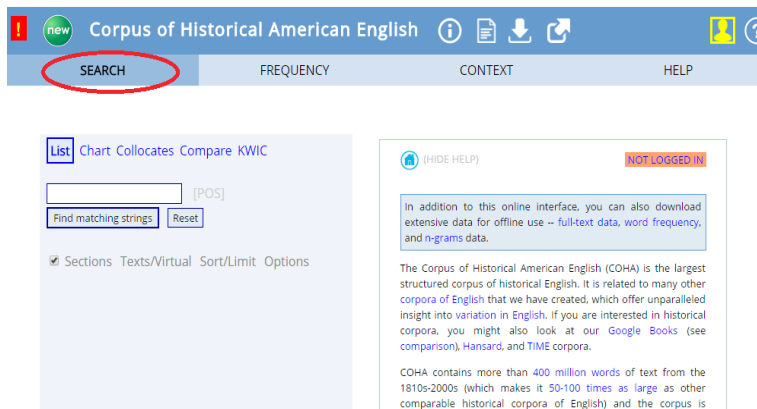 ! new Corpus of Historical American English
SEARCH FREQUENCY CONTEXT HELP
List Chart Collocates Compare KWIC
[POS]
Find matching strings Reset
Sections Texts/Virtual Sort/Limit Options
(HIDE HELP) NOT LOGGED IN
In addition to this online interface, you can also download
extensive data for offline use -- full-text data, word frequency,
and n-grams data.
The Corpus of Historical American English (COHA) is the largest
structured corpus of historical English. It is related to many other
corpora of English that we have created, which offer unparalleled
insight into variation in English. If you are interested in historical
corpora, you might also look at our Google Books (see
comparison), Hansard, and TIME corpora.
COHA contains more than 400 million words of text from the
1810s-2000s (which makes it 50-100 times as large as other
comparable historical corpora of English) and the corpus is